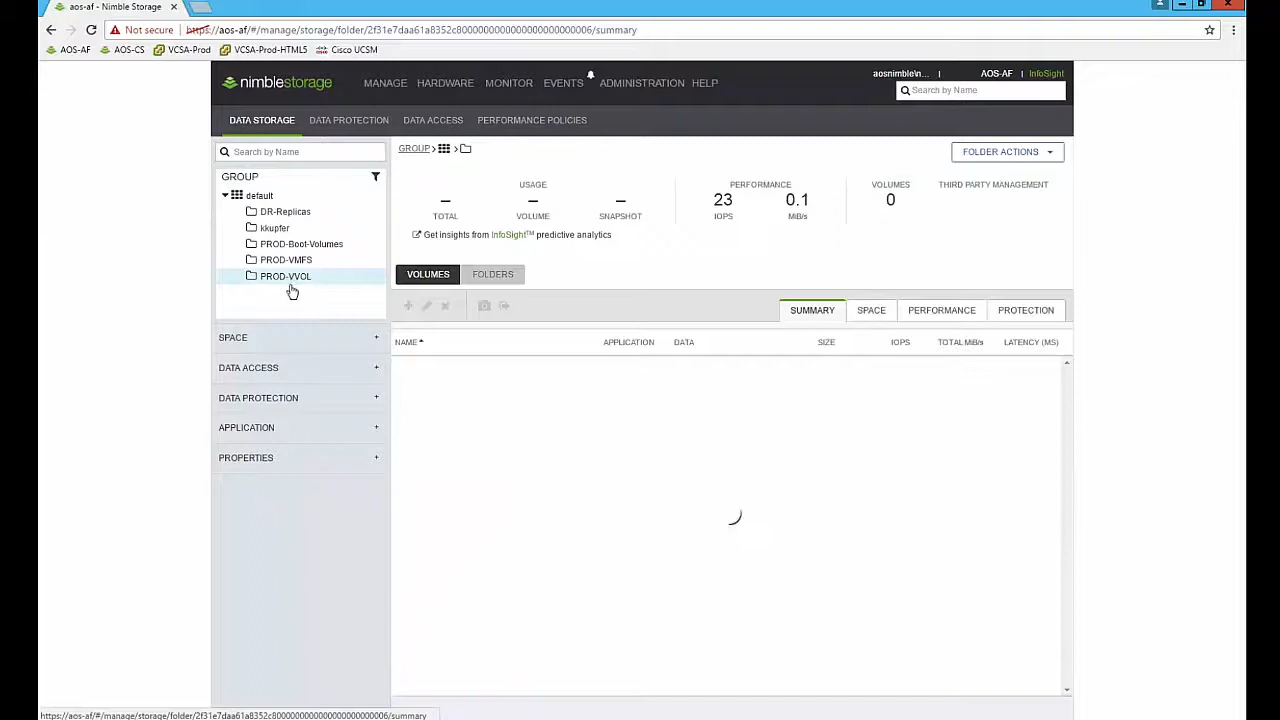 aos-af - Nimble Storage
Not secure https://aos-af/#/manage/storage/folder/2f31e7daa61a8352c8000000000000000000000006/summary
AOS-AF AOS-CS VCSA-Prod VCSA-Prod-HTML5 Cisco UCSM
nimblestorage MANAGE HARDWARE MONITOR EVENTS ADMINISTRATION HELP
aosnimble\n... | AOS-AF | InfoSight
Search by Name
DATA STORAGE DATA PROTECTION DATA ACCESS PERFORMANCE POLICIES
Search by Name
GROUP
default
DR-Replicas
kkupfer
PROD-Boot-Volumes
PROD-VMFS
PROD-VVOL
SPACE +
DATA ACCESS +
DATA PROTECTION +
APPLICATION +
PROPERTIES +
GROUP > >
FOLDER ACTIONS
USAGE PERFORMANCE VOLUMES THIRD PARTY MANAGEMENT
– – – 23 0.1 0
TOTAL VOLUME SNAPSHOT IOPS MiB/s
Get insights from InfoSight™ predictive analytics
VOLUMES FOLDERS
SUMMARY SPACE PERFORMANCE PROTECTION
NAME APPLICATION DATA SIZE IOPS TOTAL MiB/s LATENCY (MS)
https://aos-af/#/manage/storage/folder/2f31e7daa61a8352c8000000000000000000000006/summary